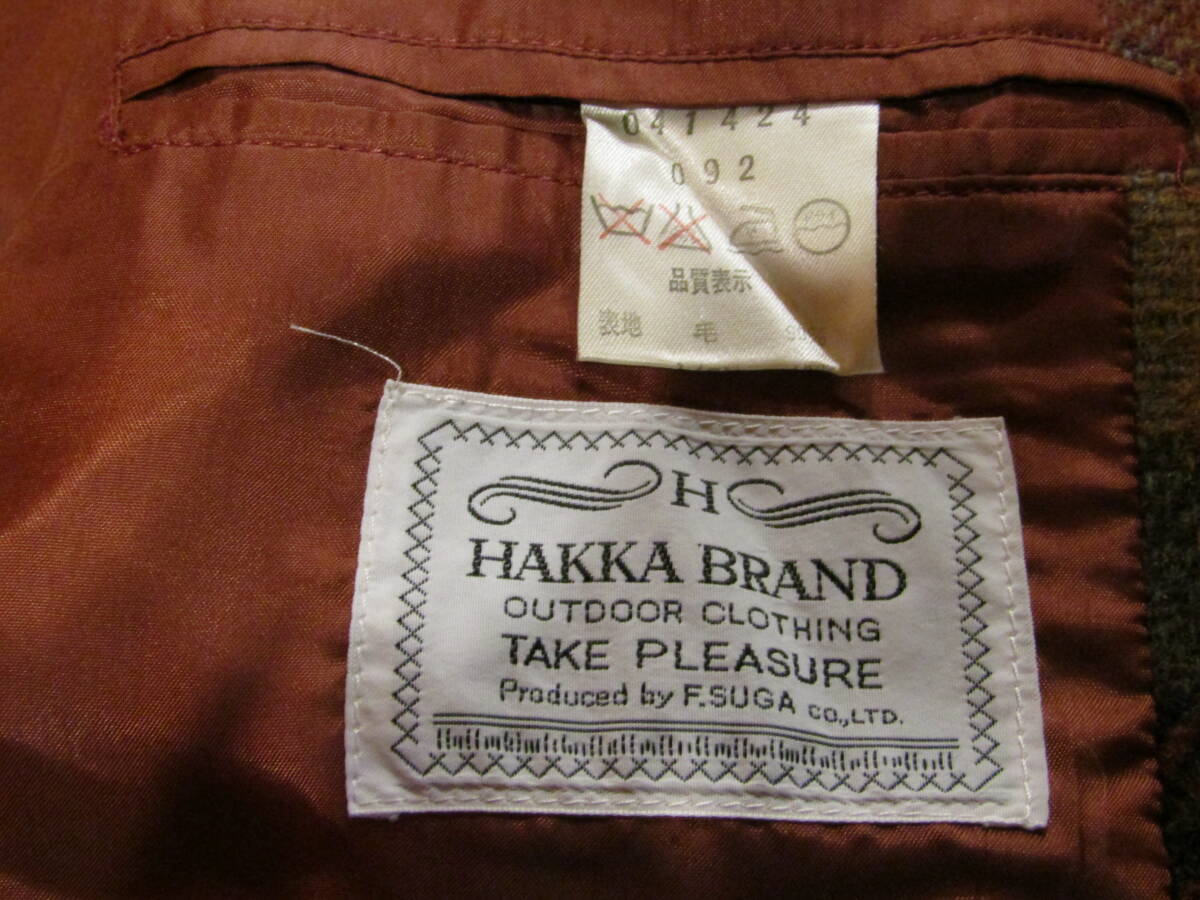 041424
092
品質表示
表地 毛
H
HAKKA BRAND
OUTDOOR CLOTHING
TAKE PLEASURE
Produced by F.SUGA CO.,LTD.